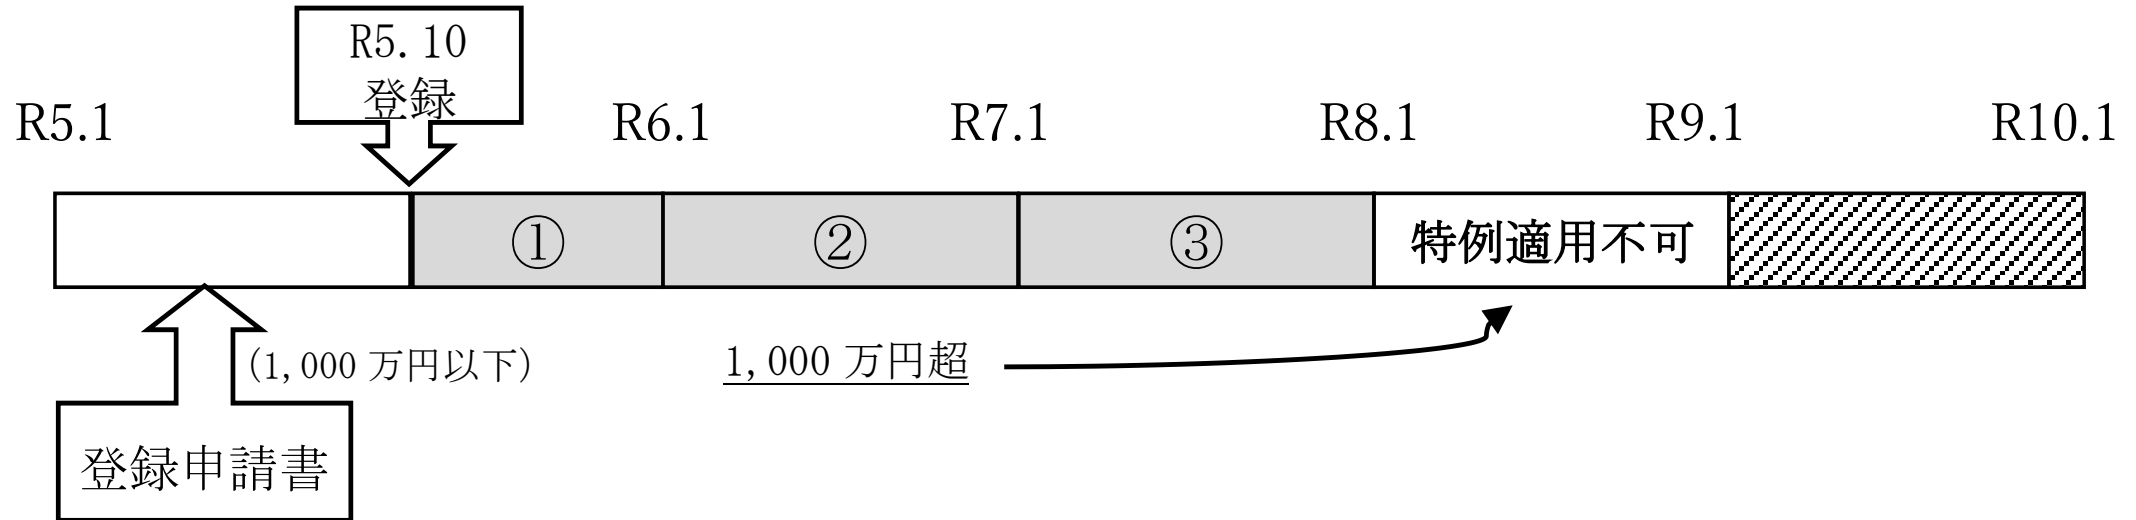 R5.10
登録
R5.1
R6.1
R7.1
R8.1
R9.1
R10.1
①
②
③
特例適用不可
(1,000 万円以下)
1,000 万円超
登録申請書